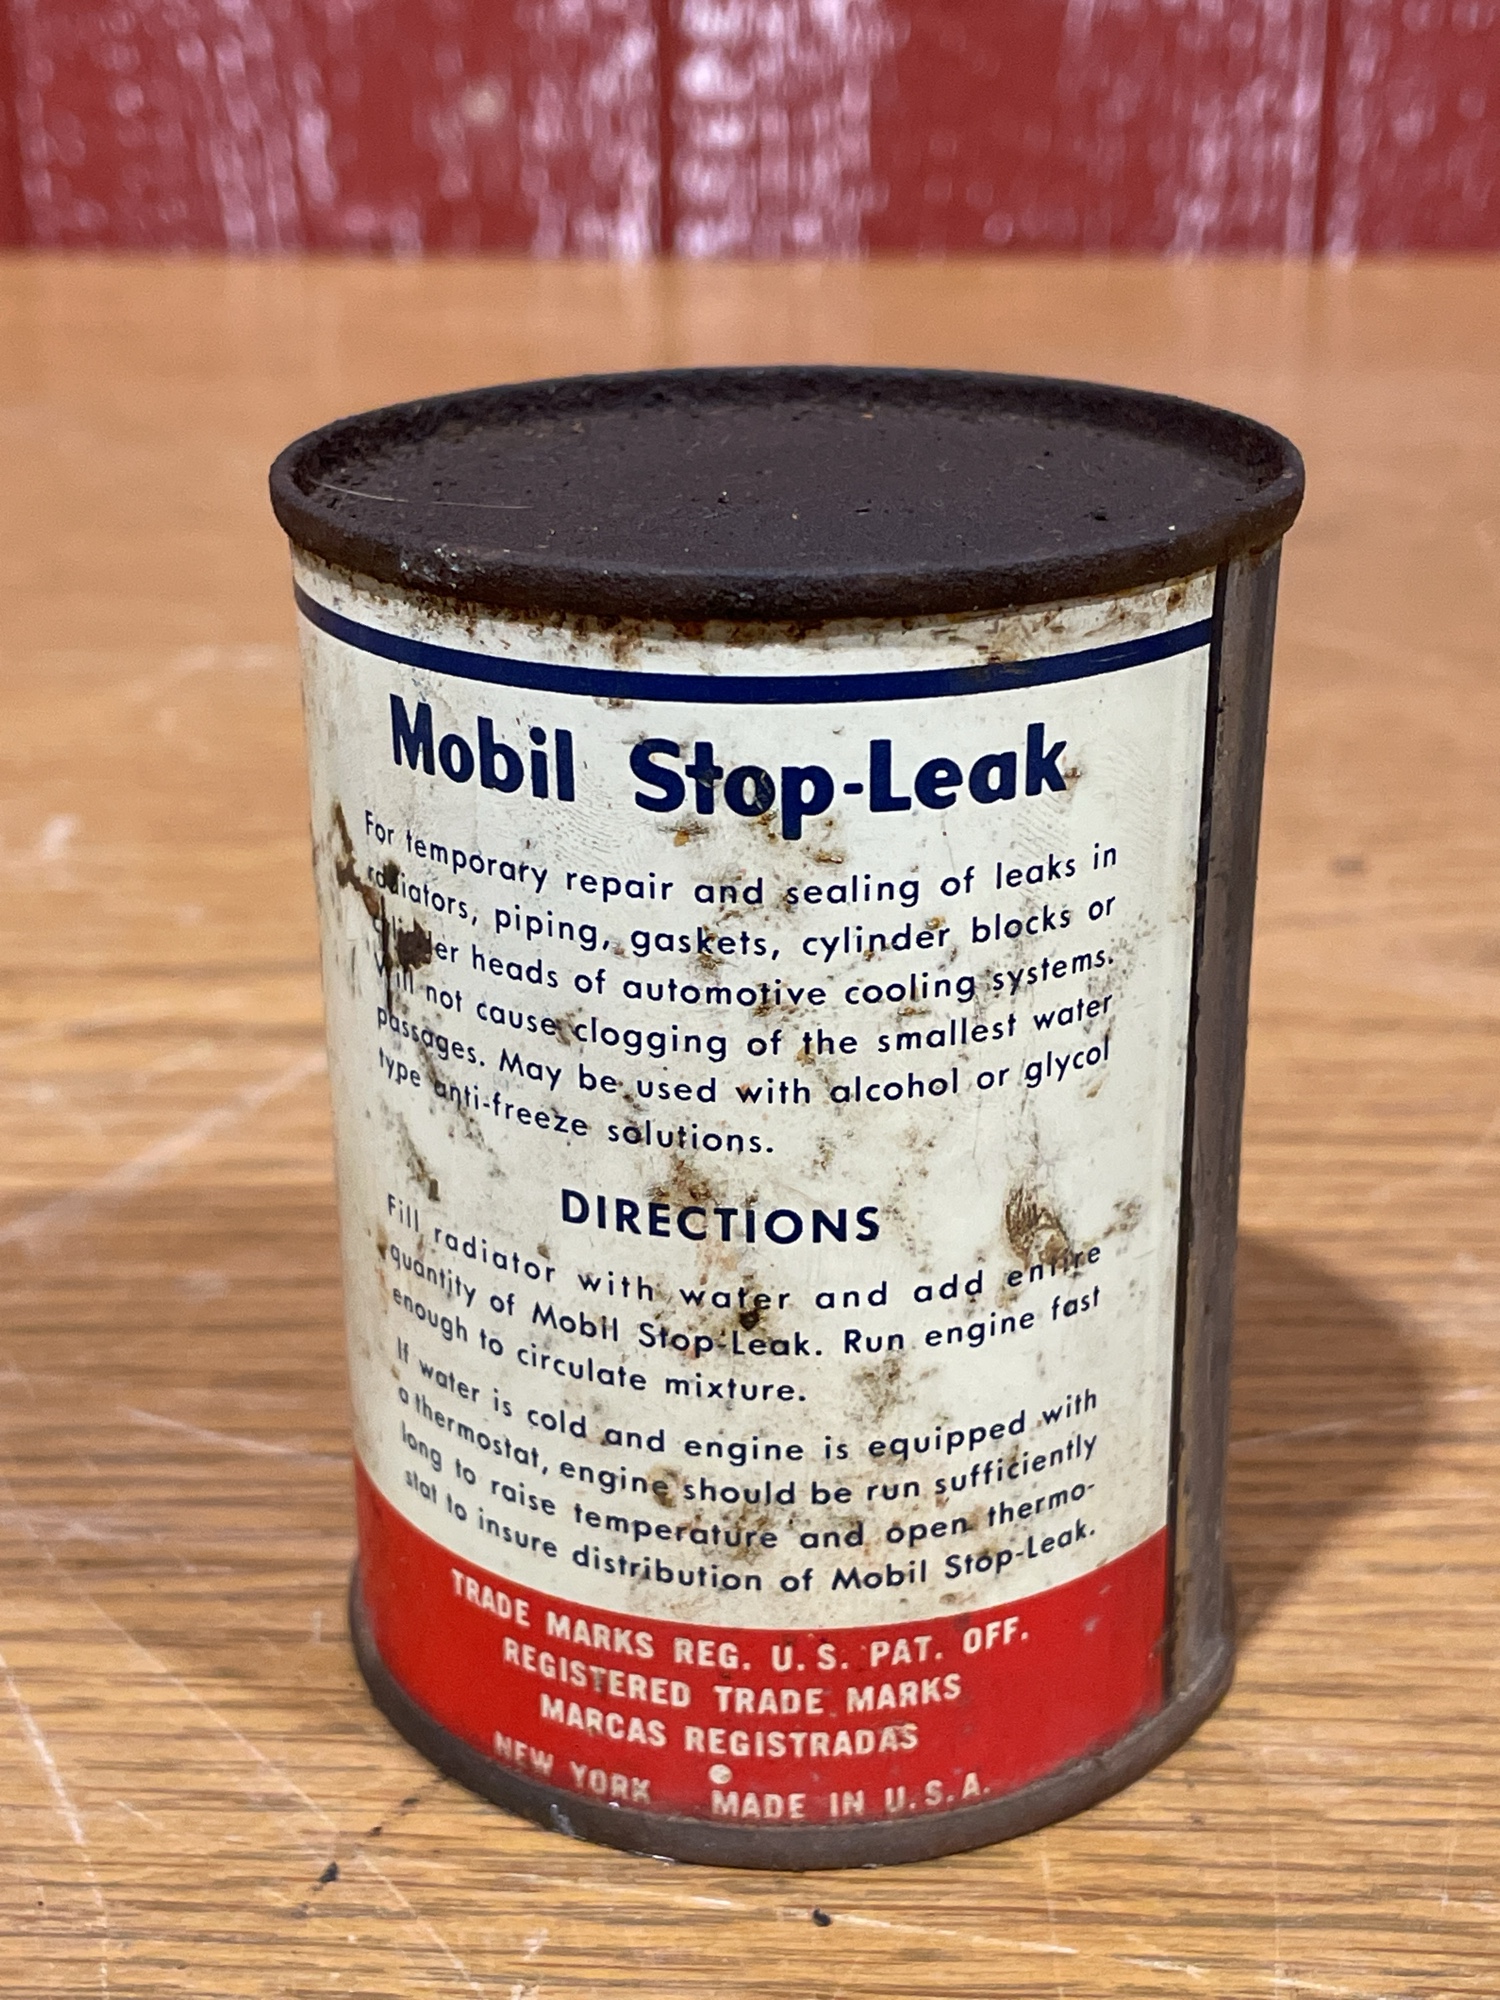 Mobil Stop-Leak
For temporary repair and sealing of leaks in
radiators, piping, gaskets, cylinder blocks or
cylinder heads of automotive cooling systems.
Will not cause clogging of the smallest water
passages. May be used with alcohol or glycol
type anti-freeze solutions.
DIRECTIONS
Fill radiator with water and add entire
quantity of Mobil Stop-Leak. Run engine fast
enough to circulate mixture.
If water is cold and engine is equipped with
a thermostat, engine should be run sufficiently
long to raise temperature and open thermo-
stat to insure distribution of Mobil Stop-Leak.
TRADE MARKS REG. U. S. PAT. OFF.
REGISTERED TRADE MARKS
MARCAS REGISTRADAS
NEW YORK • MADE IN U. S. A.